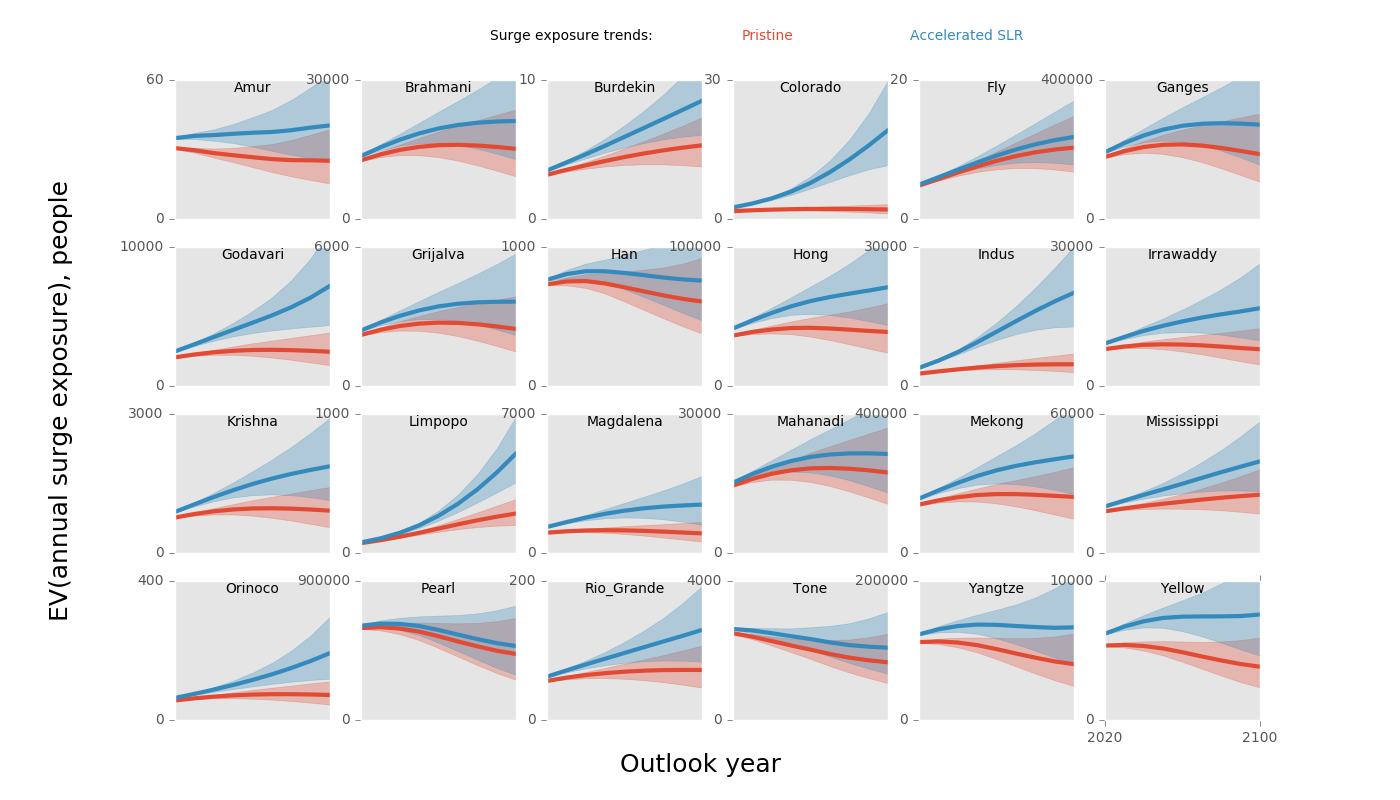 Surge exposure trends: Pristine Accelerated SLR
60 30000 10 30 20 400000
Amur Brahmani Burdekin Colorado Fly Ganges
0 0 0 0 0 0
10000 6000 1000 100000 30000 30000
Godavari Grijalva Han Hong Indus Irrawaddy
0 0 0 0 0 0
3000 1000 7000 30000 400000 60000
Krishna Limpopo Magdalena Mahanadi Mekong Mississippi
0 0 0 0 0 0
400 900000 200 4000 200000 10000
Orinoco Pearl Rio_Grande Tone Yangtze Yellow
0 0 0 0 0 0
2020 2100
EV(annual surge exposure), people
Outlook year